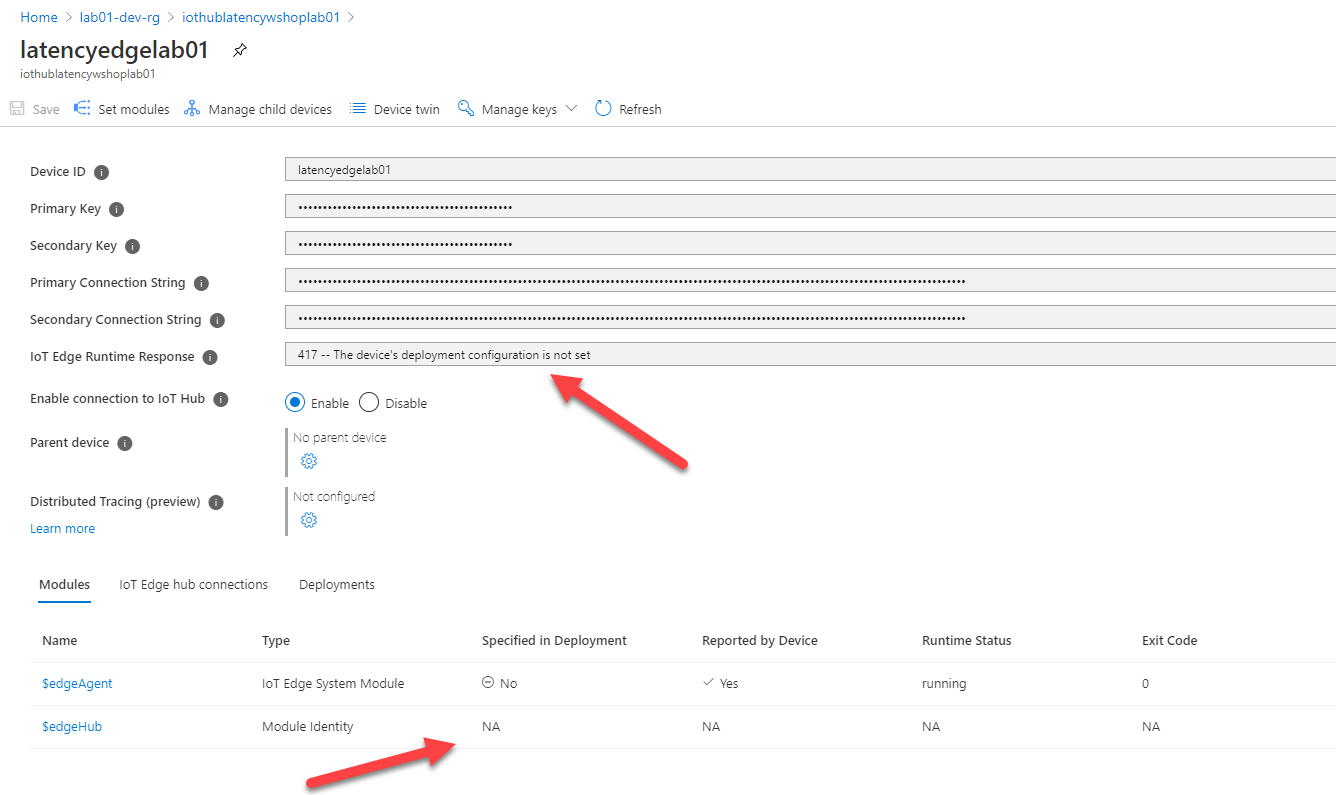 Home > lab01-dev-rg > iothublatencywshoplab01 >
latencyedgelab01
iothublatencywshoplab01
Save Set modules Manage child devices Device twin Manage keys Refresh
Device ID latencyedgelab01
Primary Key ••••••••••••••••••••••••••••••••••••••••••••
Secondary Key ••••••••••••••••••••••••••••••••••••••••••••
Primary Connection String
Secondary Connection String
IoT Edge Runtime Response 417 -- The device's deployment configuration is not set
Enable connection to IoT Hub Enable Disable
Parent device No parent device
Distributed Tracing (preview) Not configured
Learn more
Modules IoT Edge hub connections Deployments
Name Type Specified in Deployment Reported by Device Runtime Status Exit Code
$edgeAgent IoT Edge System Module No Yes running 0
$edgeHub Module Identity NA NA NA NA